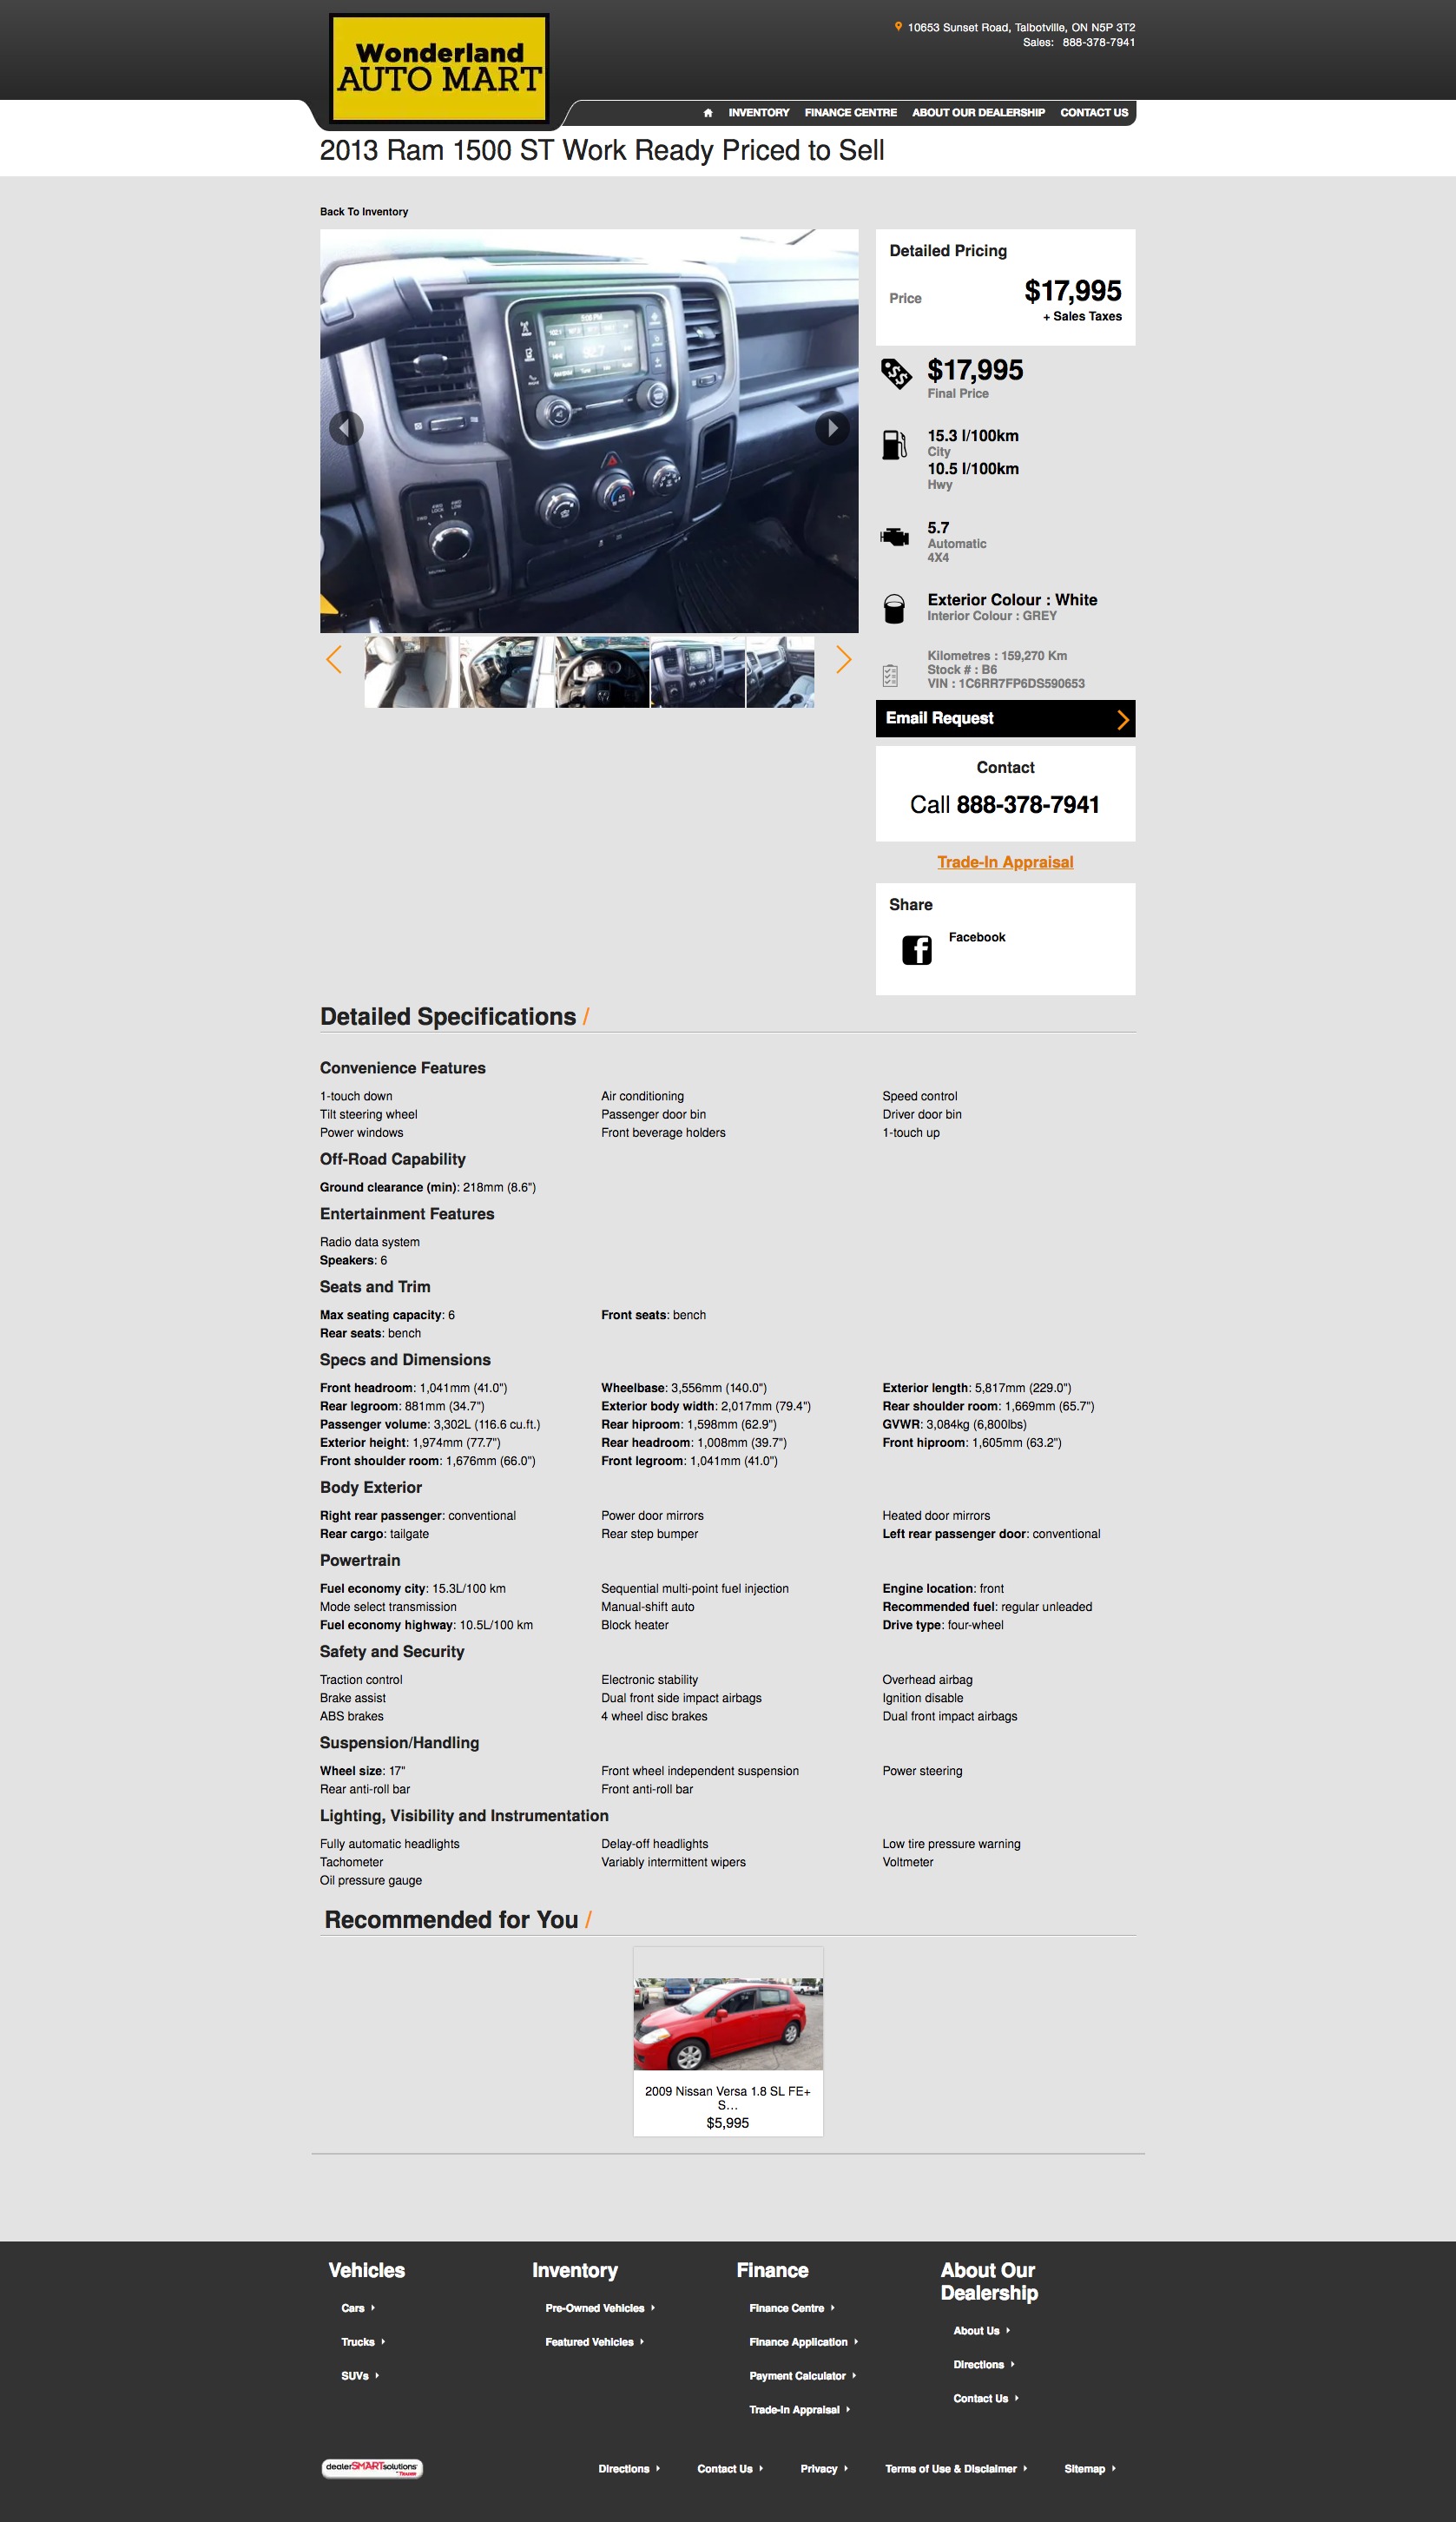 Wonderland
AUTO MART
10653 Sunset Road, Talbotville, ON N5P 3T2
Sales: 888-378-7941
INVENTORY FINANCE CENTRE ABOUT OUR DEALERSHIP CONTACT US
2013 Ram 1500 ST Work Ready Priced to Sell
Back To Inventory
Detailed Pricing
Price $17,995
+ Sales Taxes
$17,995
Final Price
15.3 l/100km
City
10.5 l/100km
Hwy
5.7
Automatic
4X4
Exterior Colour : White
Interior Colour : GREY
Kilometres : 159,270 Km
Stock # : B6
VIN : 1C6RR7FP6DS590653
Email Request
Contact
Call 888-378-7941
Trade-In Appraisal
Share
Facebook
Detailed Specifications /
Convenience Features
1-touch down Air conditioning Speed control
Tilt steering wheel Passenger door bin Driver door bin
Power windows Front beverage holders 1-touch up
Off-Road Capability
Ground clearance (min): 218mm (8.6")
Entertainment Features
Radio data system
Speakers: 6
Seats and Trim
Max seating capacity: 6 Front seats: bench
Rear seats: bench
Specs and Dimensions
Front headroom: 1,041mm (41.0") Wheelbase: 3,556mm (140.0") Exterior length: 5,817mm (229.0")
Rear legroom: 881mm (34.7") Exterior body width: 2,017mm (79.4") Rear shoulder room: 1,669mm (65.7")
Passenger volume: 3,302L (116.6 cu.ft.) Rear hiproom: 1,598mm (62.9") GVWR: 3,084kg (6,800lbs)
Exterior height: 1,974mm (77.7") Rear headroom: 1,008mm (39.7") Front hiproom: 1,605mm (63.2")
Front shoulder room: 1,676mm (66.0") Front legroom: 1,041mm (41.0")
Body Exterior
Right rear passenger: conventional Power door mirrors Heated door mirrors
Rear cargo: tailgate Rear step bumper Left rear passenger door: conventional
Powertrain
Fuel economy city: 15.3L/100 km Sequential multi-point fuel injection Engine location: front
Mode select transmission Manual-shift auto Recommended fuel: regular unleaded
Fuel economy highway: 10.5L/100 km Block heater Drive type: four-wheel
Safety and Security
Traction control Electronic stability Overhead airbag
Brake assist Dual front side impact airbags Ignition disable
ABS brakes 4 wheel disc brakes Dual front impact airbags
Suspension/Handling
Wheel size: 17" Front wheel independent suspension Power steering
Rear anti-roll bar Front anti-roll bar
Lighting, Visibility and Instrumentation
Fully automatic headlights Delay-off headlights Low tire pressure warning
Tachometer Variably intermittent wipers Voltmeter
Oil pressure gauge
Recommended for You /
2009 Nissan Versa 1.8 SL FE+
S...
$5,995
Vehicles Inventory Finance About Our
Dealership
Cars Pre-Owned Vehicles Finance Centre
About Us
Trucks Featured Vehicles Finance Application
Directions
SUVs Payment Calculator
Contact Us
Trade-In Appraisal
dealerSMARTsolutions
Directions Contact Us Privacy Terms of Use & Disclaimer Sitemap